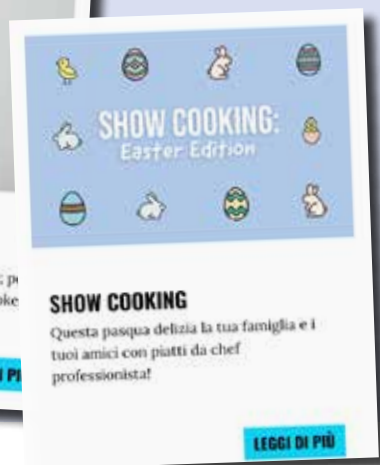 SHOW COOKING:
Easter Edition
SHOW COOKING
Questa pasqua delizia la tua famiglia e i
tuoi amici con piatti da chef
professionista!
LEGGI DI PIÙ